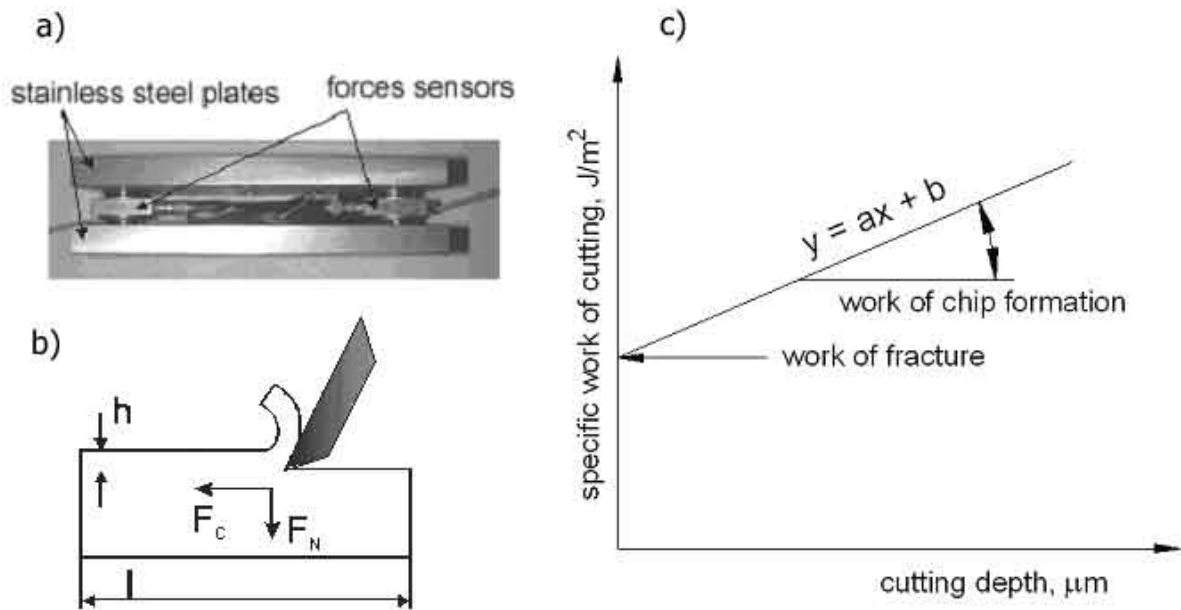 a)
stainless steel plates
forces sensors
b)
h
F_C
F_N
l
c)
specific work of cutting, J/m²
y = ax + b
work of chip formation
work of fracture
cutting depth, μm